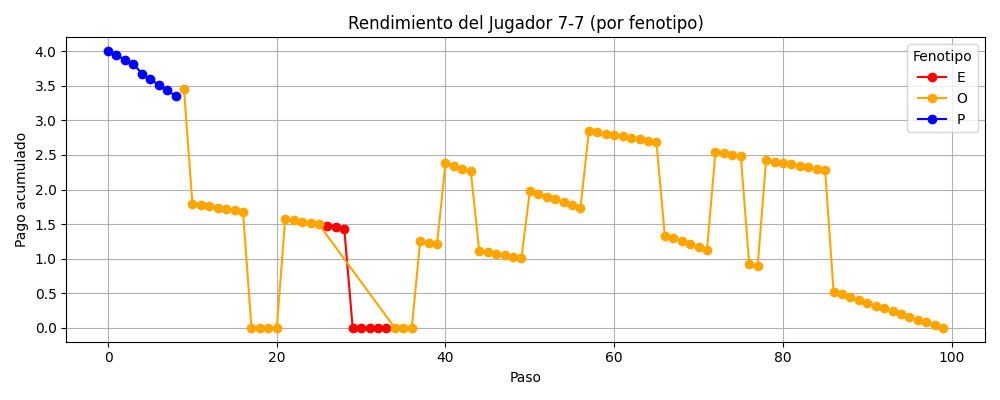 Rendimiento del Jugador 7-7 (por fenotipo)
Pago acumulado
4.0
3.5
3.0
2.5
2.0
1.5
1.0
0.5
0.0
Fenotipo
E
O
P
0 20 40 60 80 100
Paso